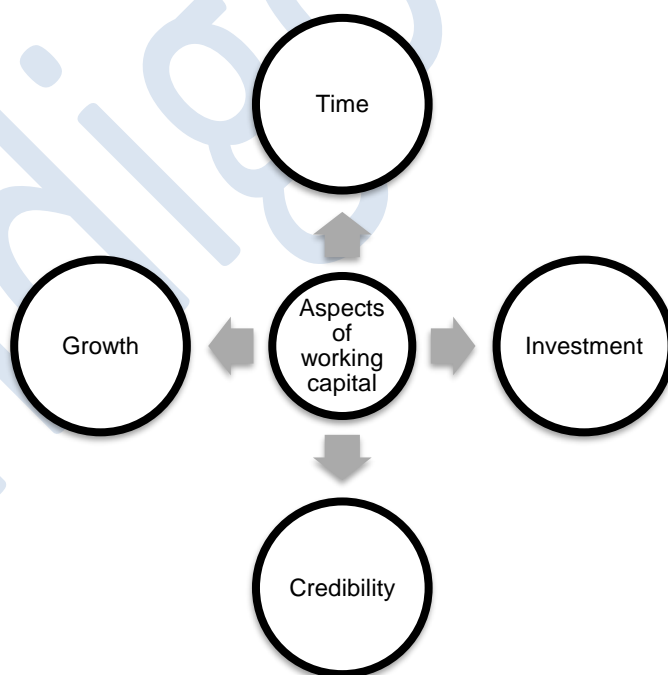 Time
Growth
Aspects
of
working
capital
Investment
Credibility